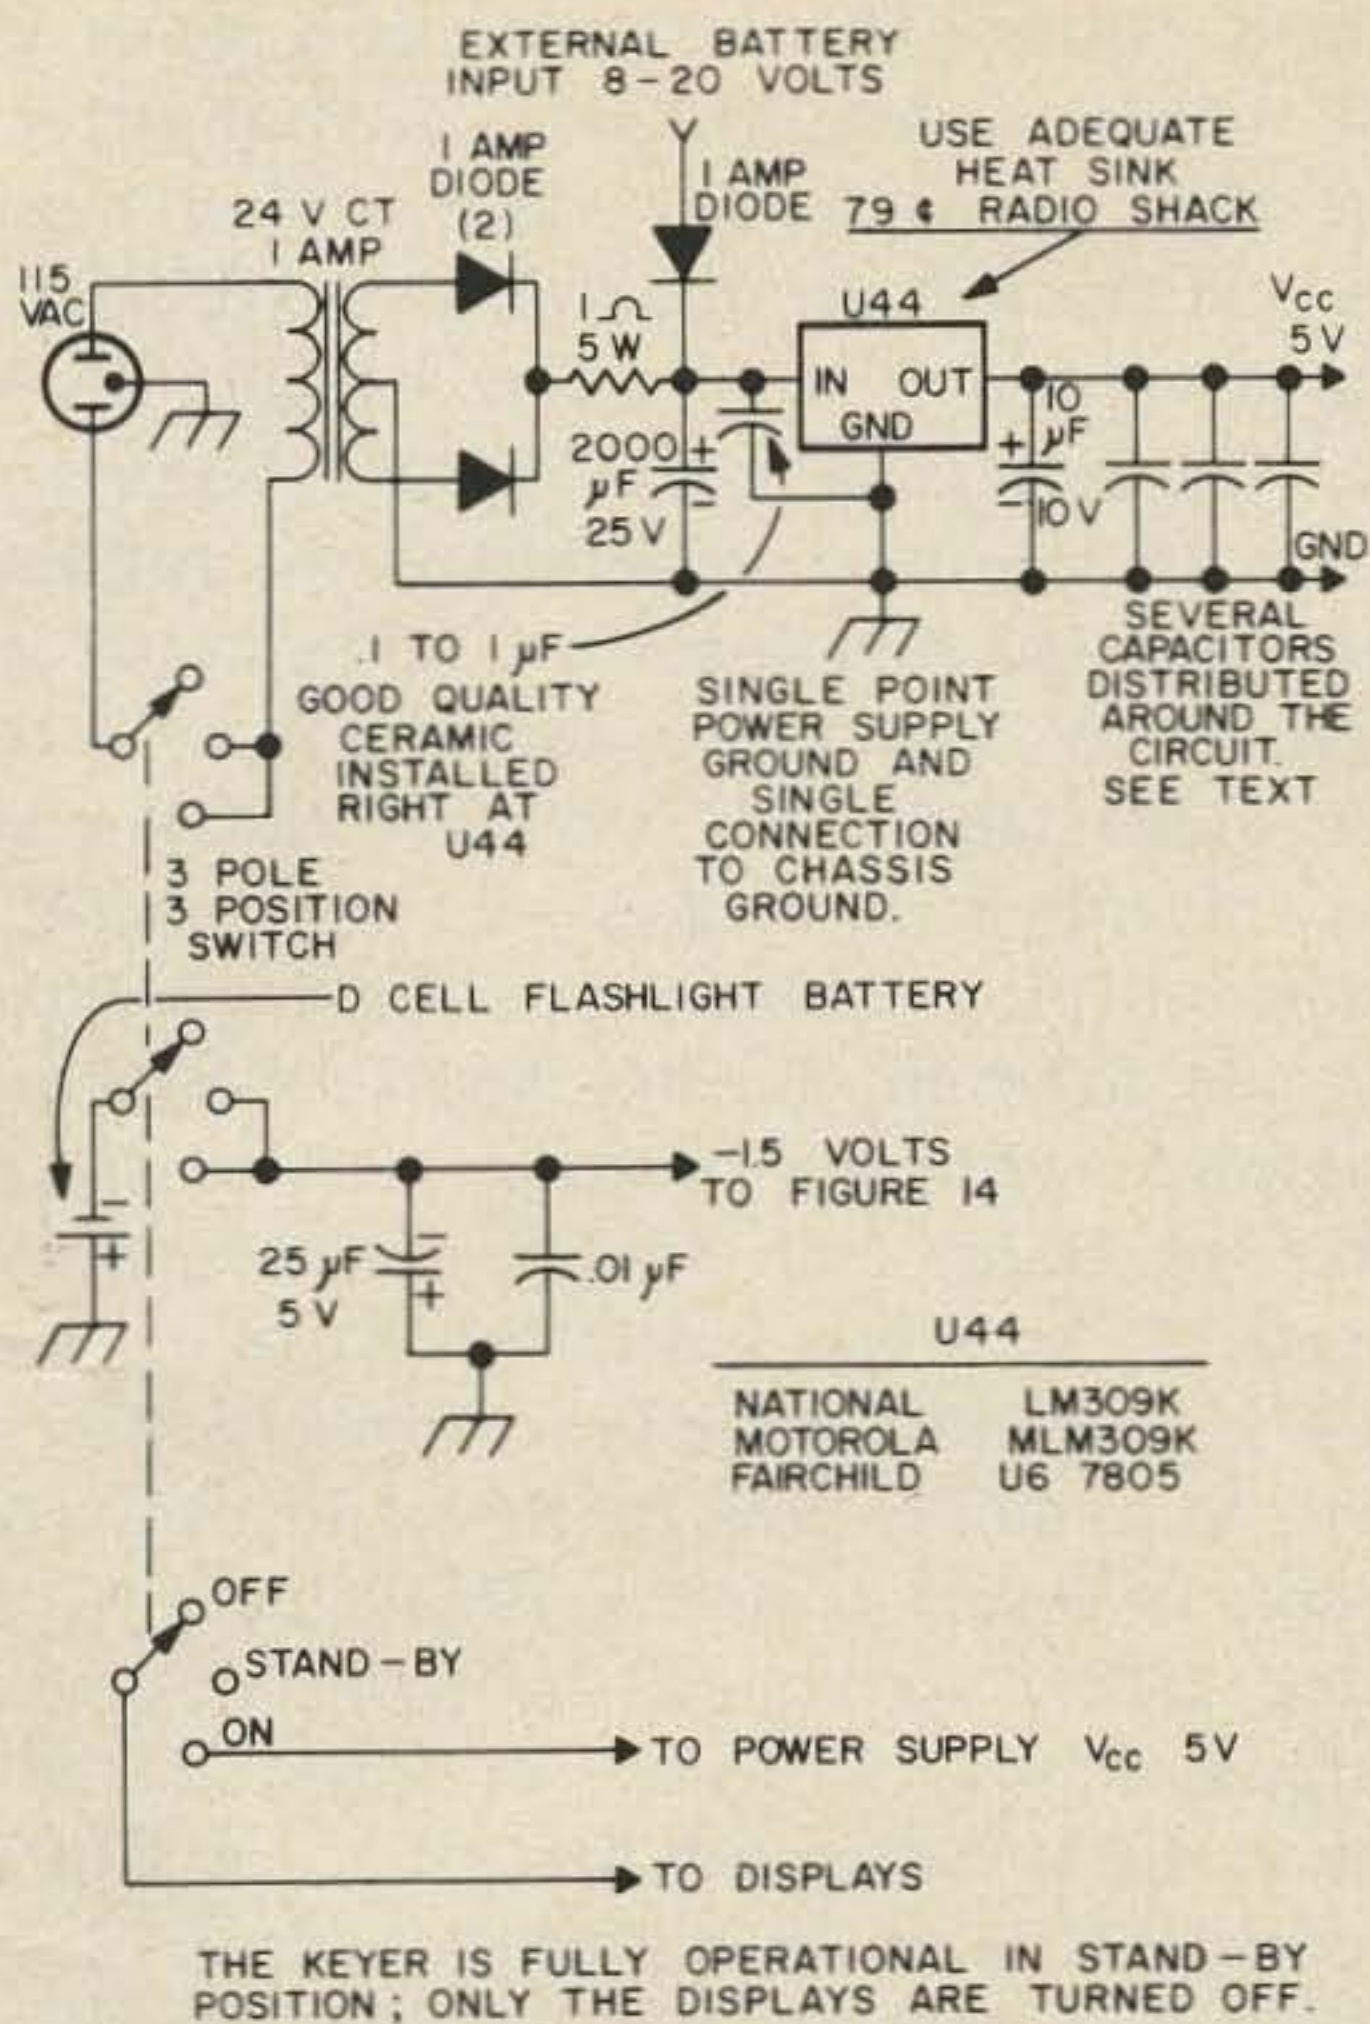 EXTERNAL BATTERY
INPUT 8-20 VOLTS
1 AMP
DIODE
(2)
1 AMP
DIODE
USE ADEQUATE
HEAT SINK
79 ¢ RADIO SHACK
24 V CT
1 AMP
115
VAC
1 Ω
5 W
U44
IN OUT
GND
VCC
5 V
2000 +
µF
25 V
-
+
10
µF
-
10 V
GND
.1 TO 1 µF
GOOD QUALITY
CERAMIC
INSTALLED
RIGHT AT
U44
SINGLE POINT
POWER SUPPLY
GROUND AND
SINGLE
CONNECTION
TO CHASSIS
GROUND.
SEVERAL
CAPACITORS
DISTRIBUTED
AROUND THE
CIRCUIT.
SEE TEXT
3 POLE
3 POSITION
SWITCH
D CELL FLASHLIGHT BATTERY
-1.5 VOLTS
TO FIGURE 14
-
+
25 µF
5 V
-
+
.01 µF
U44
NATIONAL LM309K
MOTOROLA MLM309K
FAIRCHILD U6 7805
OFF
STAND-BY
ON
TO POWER SUPPLY VCC 5V
TO DISPLAYS
THE KEYER IS FULLY OPERATIONAL IN STAND-BY
POSITION; ONLY THE DISPLAYS ARE TURNED OFF.